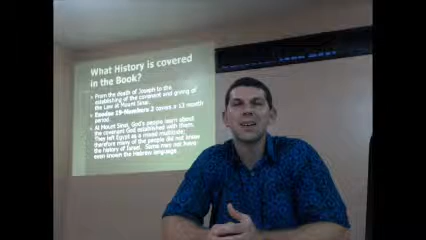 What History is covered
in the Book?
From the death of Joseph to the
establishing of the covenant and giving of
the Law at Mount Sinai.
Exodus 19-Numbers 2 covers a 13 month
period.
At Mount Sinai, God's people learn about
the covenant God established with them.
They left Egypt as a mixed multitude;
therefore many of the people did not know
the history of Israel. Some may not have
even known the Hebrew language.